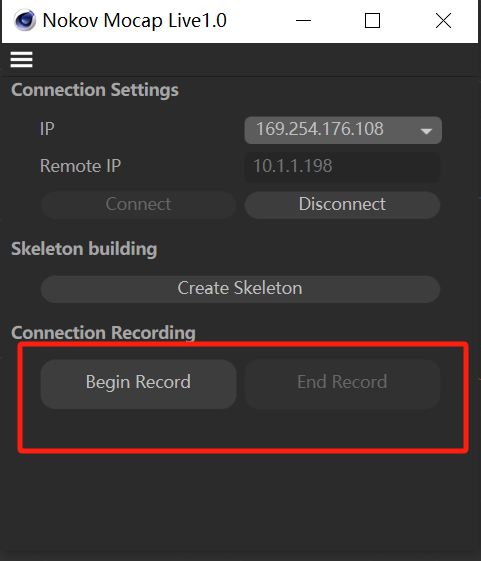 Nokov Mocap Live1.0
Connection Settings
IP 169.254.176.108
Remote IP 10.1.1.198
Connect Disconnect
Skeleton building
Create Skeleton
Connection Recording
Begin Record End Record